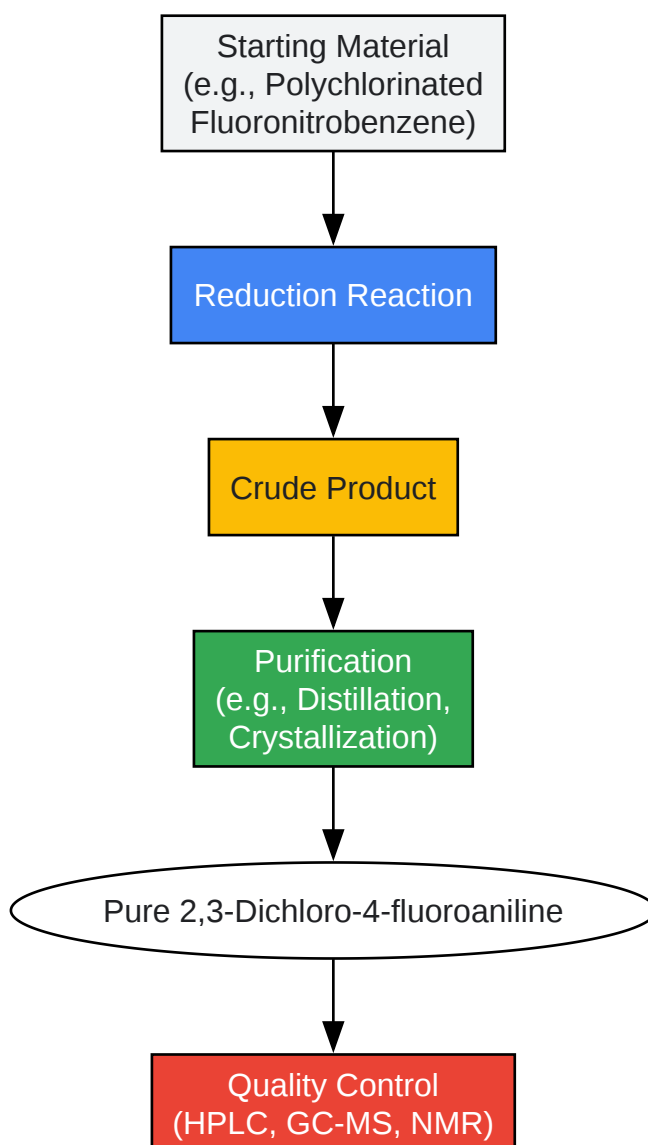 Starting Material
(e.g., Polychlorinated
Fluoronitrobenzene)
Reduction Reaction
Crude Product
Purification
(e.g., Distillation,
Crystallization)
Pure 2,3-Dichloro-4-fluoroaniline
Quality Control
(HPLC, GC-MS, NMR)